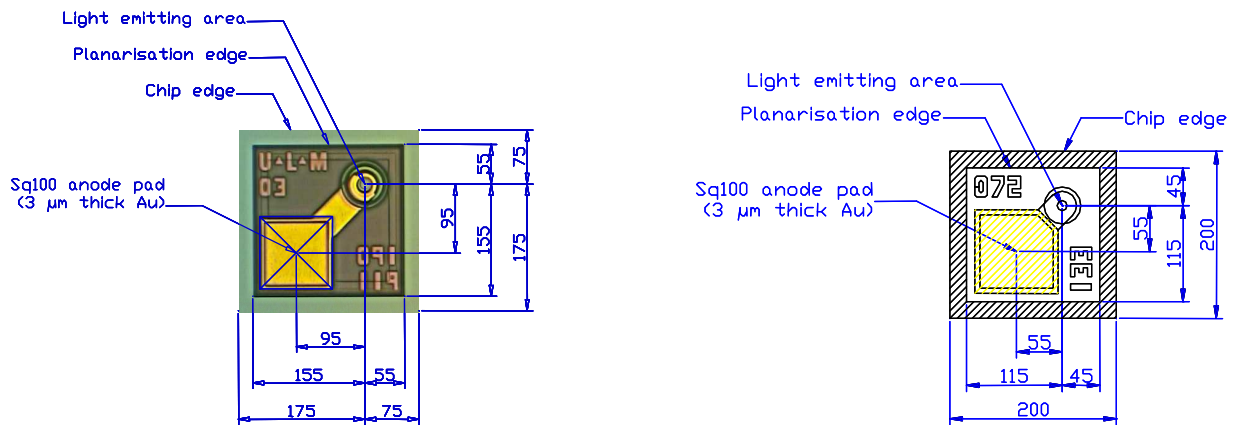 Light emitting area
Planarisation edge
Chip edge
Sq100 anode pad
(3 µm thick Au)
U▲L▲M
03
091
119
55
75
95
155
175
95
155
55
175
75
Light emitting area
Planarisation edge
Chip edge
Sq100 anode pad
(3 µm thick Au)
072
133
45
55
115
200
55
115
45
200